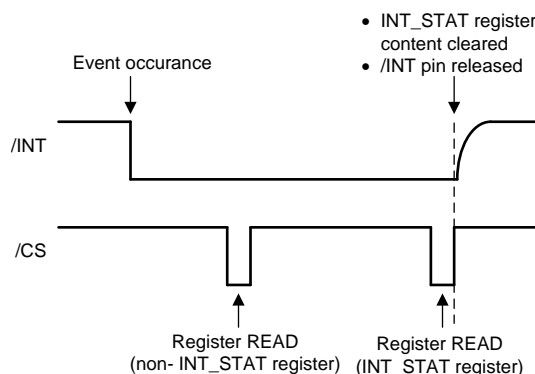 • INT_STAT register
content cleared
• /INT pin released
Event occurance
/INT
/CS
Register READ
(non- INT_STAT register)
Register READ
(INT_STAT register)